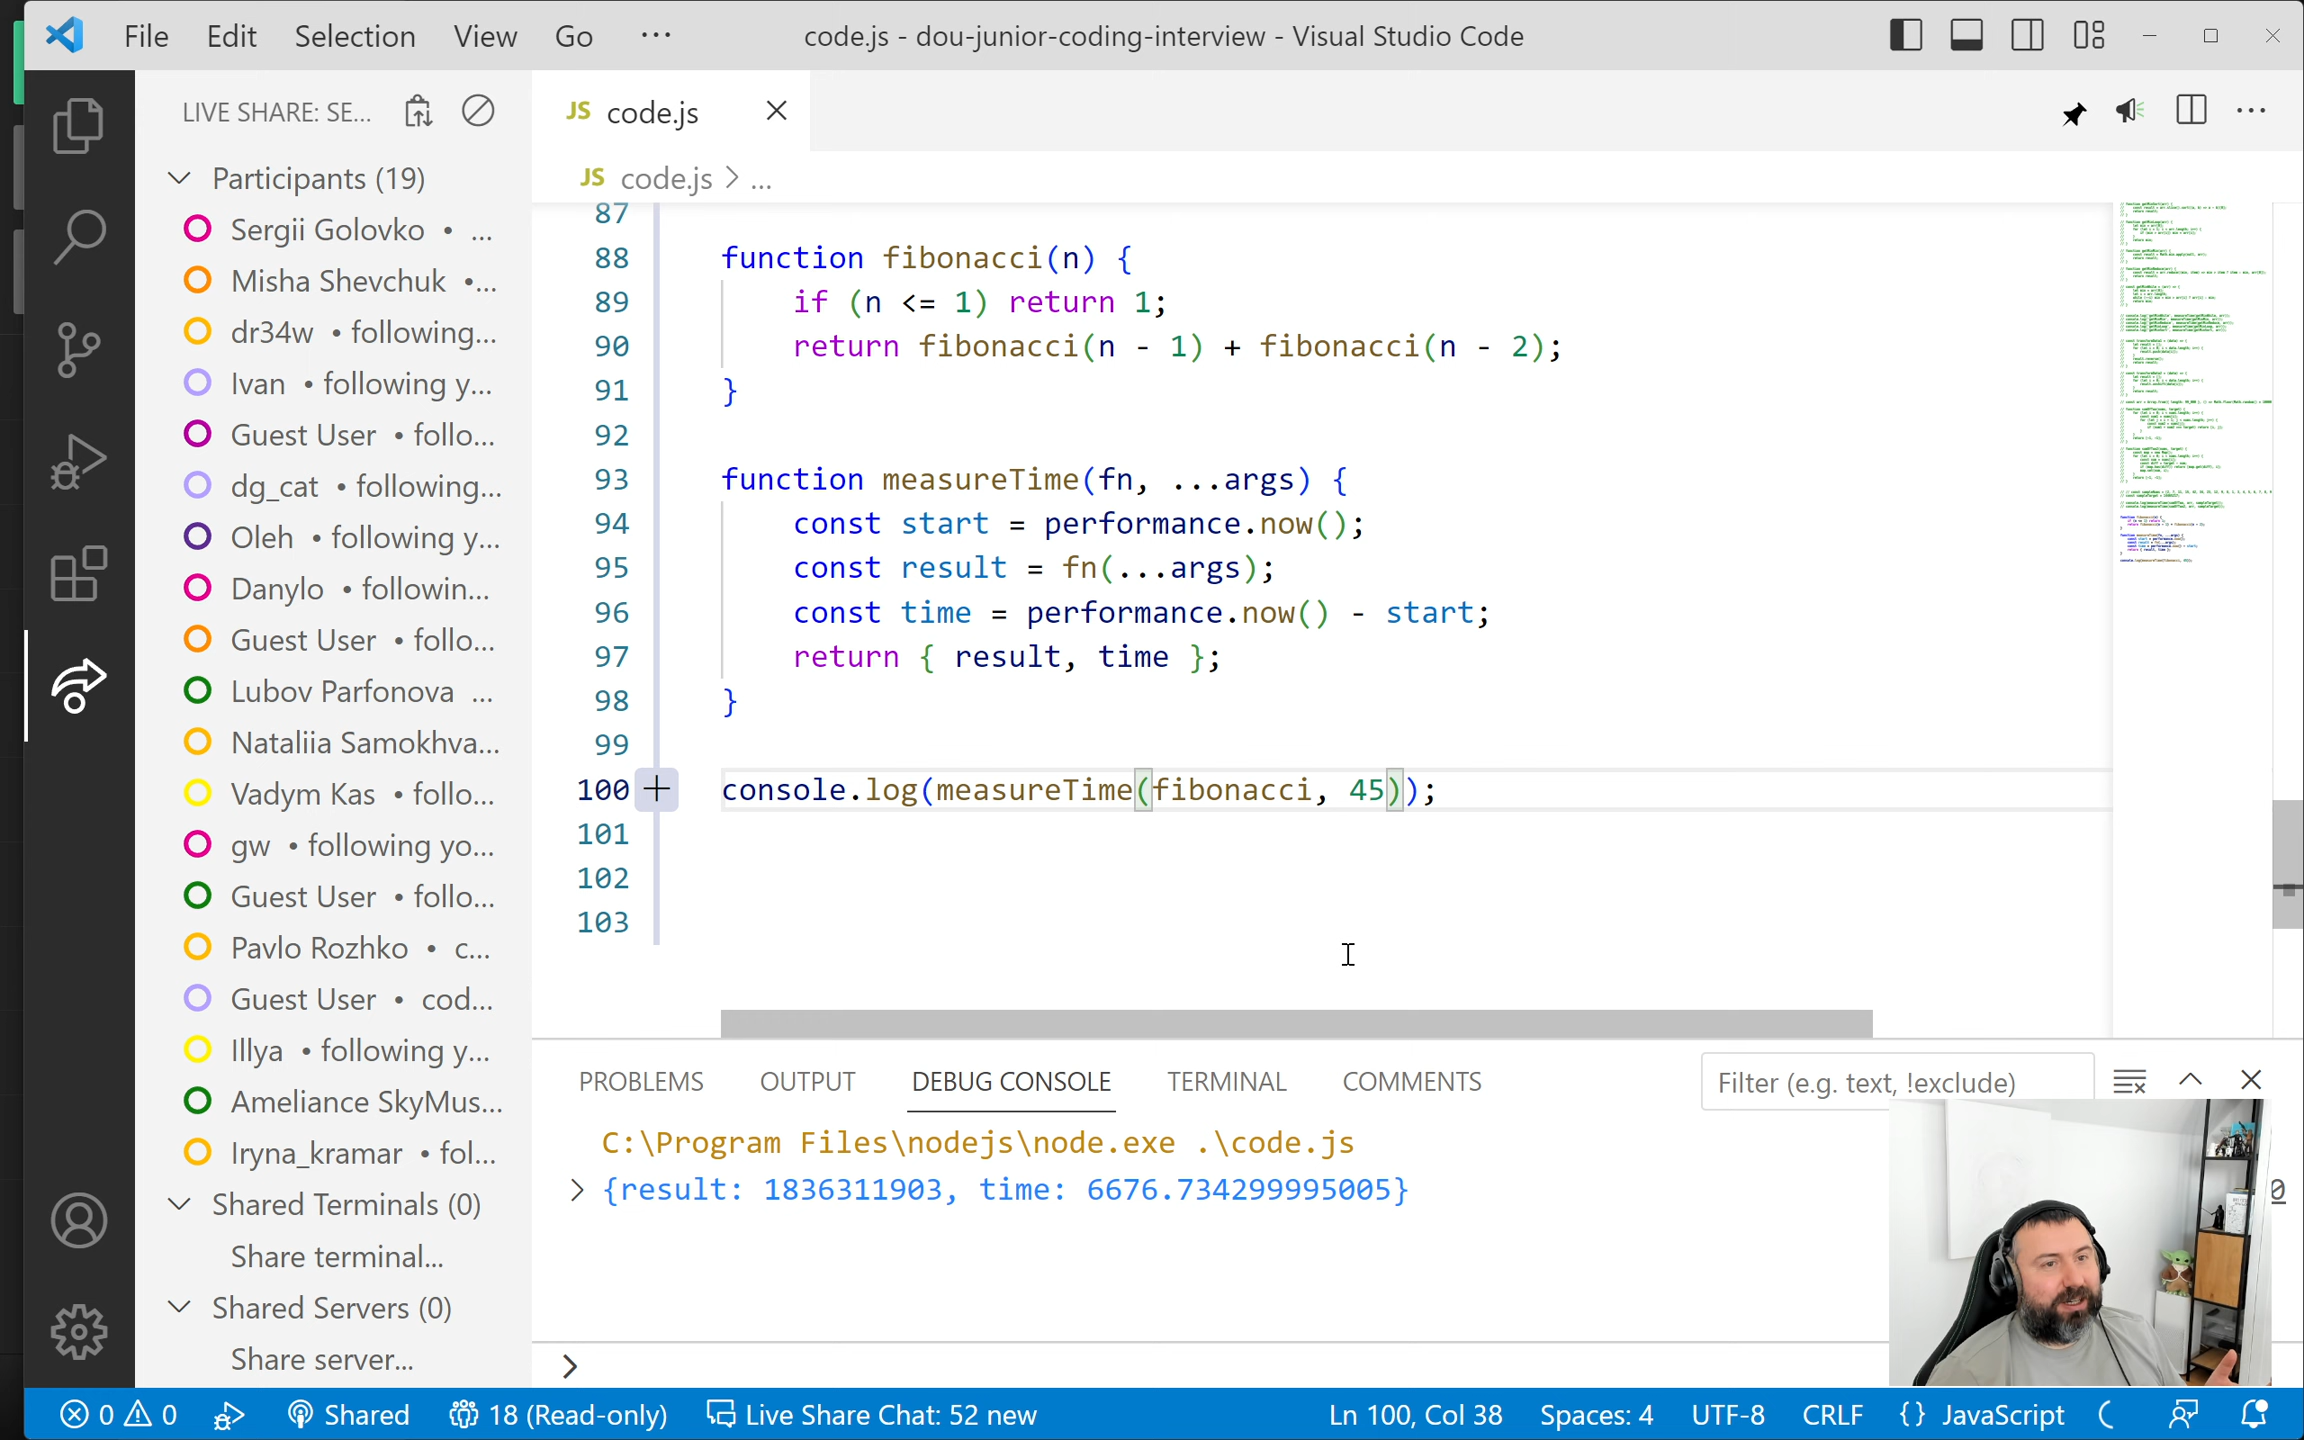 File Edit Selection View Go ··· code.js - dou-junior-coding-interview - Visual Studio Code
LIVE SHARE: SE...
Participants (19)
Sergii Golovko • ...
Misha Shevchuk •...
dr34w • following...
Ivan • following y...
Guest User • follo...
dg_cat • following...
Oleh • following y...
Danylo • followin...
Guest User • follo...
Lubov Parfonova ...
Nataliia Samokhva...
Vadym Kas • follo...
gw • following yo...
Guest User • follo...
Pavlo Rozhko • c...
Guest User • cod...
Illya • following y...
Ameliance SkyMus...
Iryna_kramar • fol...
Shared Terminals (0)
Share terminal...
Shared Servers (0)
Share server...
JS code.js
JS code.js > ...
87
88 function fibonacci(n) {
89 if (n <= 1) return 1;
90 return fibonacci(n - 1) + fibonacci(n - 2);
91 }
92
93 function measureTime(fn, ...args) {
94 const start = performance.now();
95 const result = fn(...args);
96 const time = performance.now() - start;
97 return { result, time };
98 }
99
100 console.log(measureTime(fibonacci, 45));
101
102
103
PROBLEMS OUTPUT DEBUG CONSOLE TERMINAL COMMENTS Filter (e.g. text, !exclude)
C:\Program Files\nodejs\node.exe .\code.js
> {result: 1836311903, time: 6676.734299995005}
>
0 0 Shared 18 (Read-only) Live Share Chat: 52 new Ln 100, Col 38 Spaces: 4 UTF-8 CRLF {} JavaScript